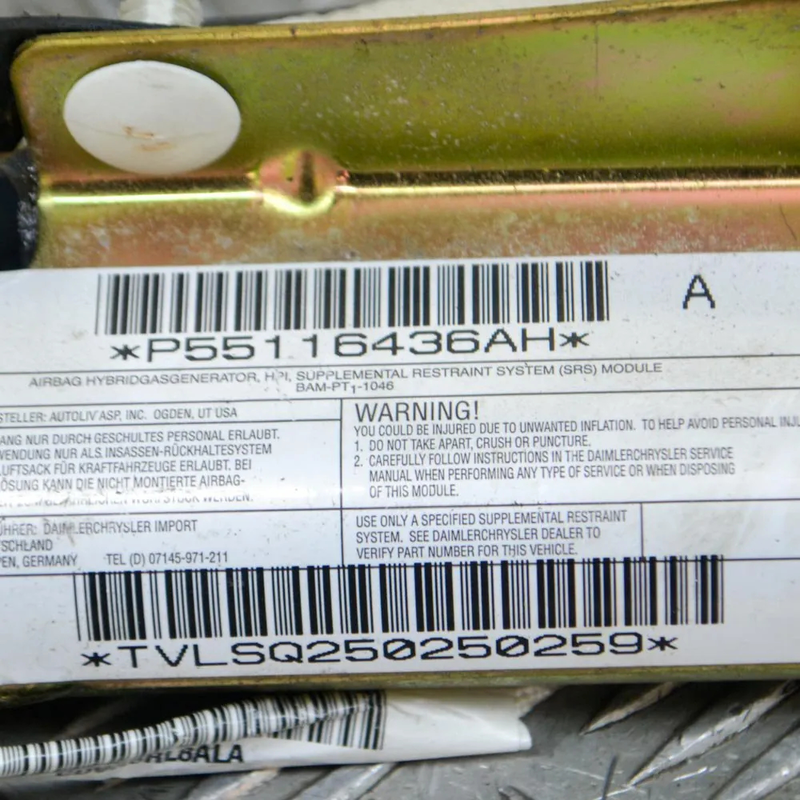 A
*P55116436AH*
AIRBAG HYBRIDGASGENERATOR, HPI, SUPPLEMENTAL RESTRAINT SYSTEM (SRS) MODULE
BAM-PT1-1046
STELLER: AUTOLIV ASP, INC. OGDEN, UT USA
ANG NUR DURCH GESCHULTES PERSONAL ERLAUBT.
WENDUNG NUR ALS INSASSEN-RÜCKHALTESYSTEM
LUFTSACK FÜR KRAFTFAHRZEUGE ERLAUBT. BEI
ÖSUNG KANN DIE NICHT MONTIERTE AIRBAG-
WERDEN.
ÜHRER: DAIMLERCHRYSLER IMPORT
TSCHLAND
PEN, GERMANY TEL (D) 07145-971-211
WARNING!
YOU COULD BE INJURED DUE TO UNWANTED INFLATION. TO HELP AVOID PERSONAL INJU
1. DO NOT TAKE APART, CRUSH OR PUNCTURE.
2. CAREFULLY FOLLOW INSTRUCTIONS IN THE DAIMLERCHRYSLER SERVICE
MANUAL WHEN PERFORMING ANY TYPE OF SERVICE OR WHEN DISPOSING
OF THIS MODULE.
USE ONLY A SPECIFIED SUPPLEMENTAL RESTRAINT
SYSTEM. SEE DAIMLERCHRYSLER DEALER TO
VERIFY PART NUMBER FOR THIS VEHICLE.
*TVLSQ250250259*